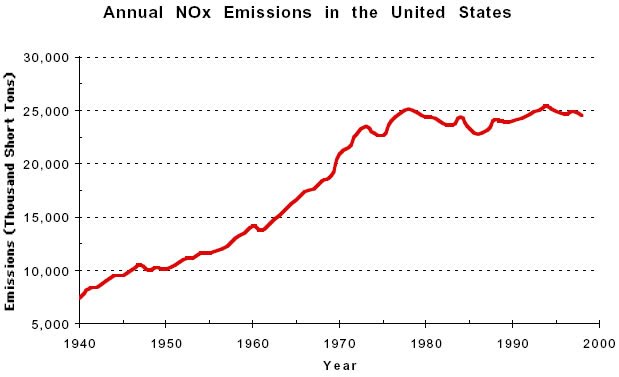 Annual NOx Emissions in the United States
Emissions (Thousand Short Tons)
30,000
25,000
20,000
15,000
10,000
5,000
1940 1950 1960 1970 1980 1990 2000
Year